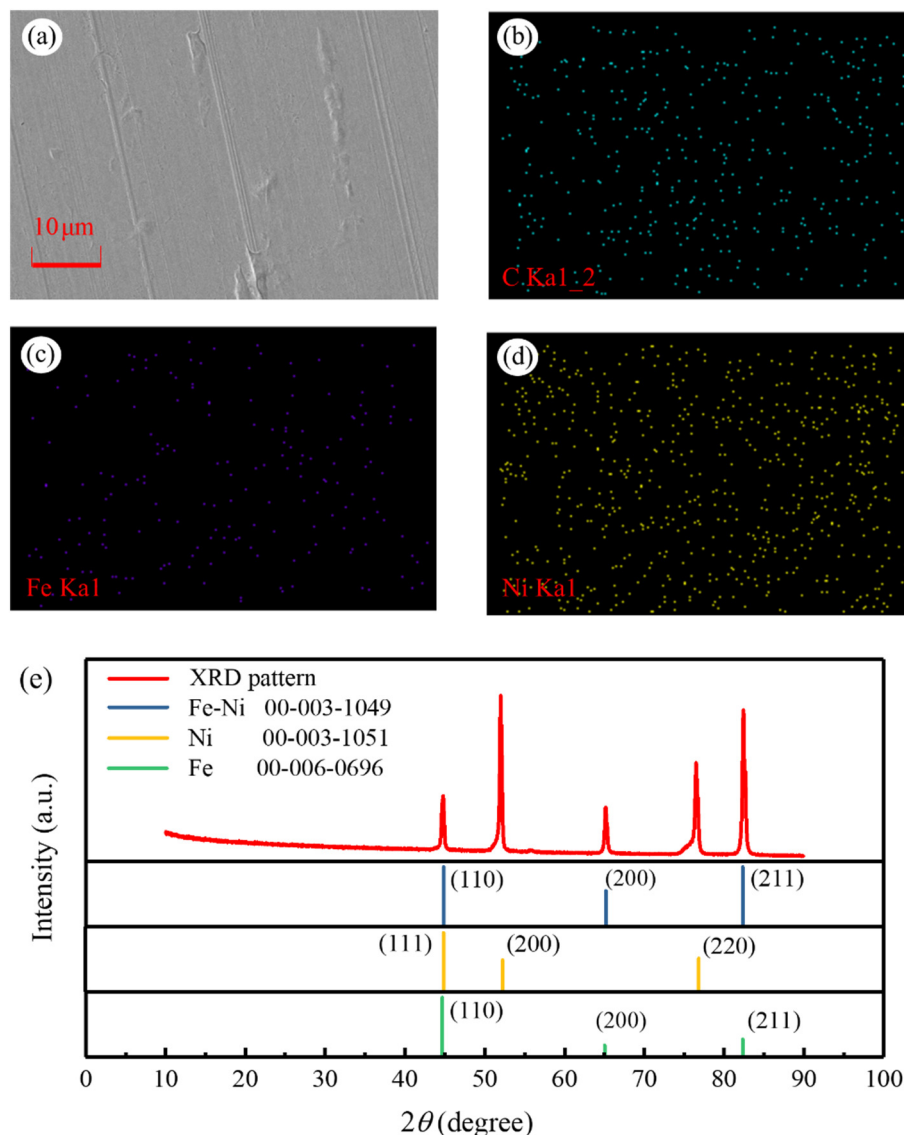 (a)
10 μm
(b)
C Ka1_2
(c)
Fe Ka1
(d)
Ni Ka1
(e)
XRD pattern
Fe-Ni 00-003-1049
Ni 00-003-1051
Fe 00-006-0696
Intensity (a.u.)
(110) (200) (211)
(111) (200) (220)
(110) (200) (211)
0 10 20 30 40 50 60 70 80 90 100
2θ (degree)